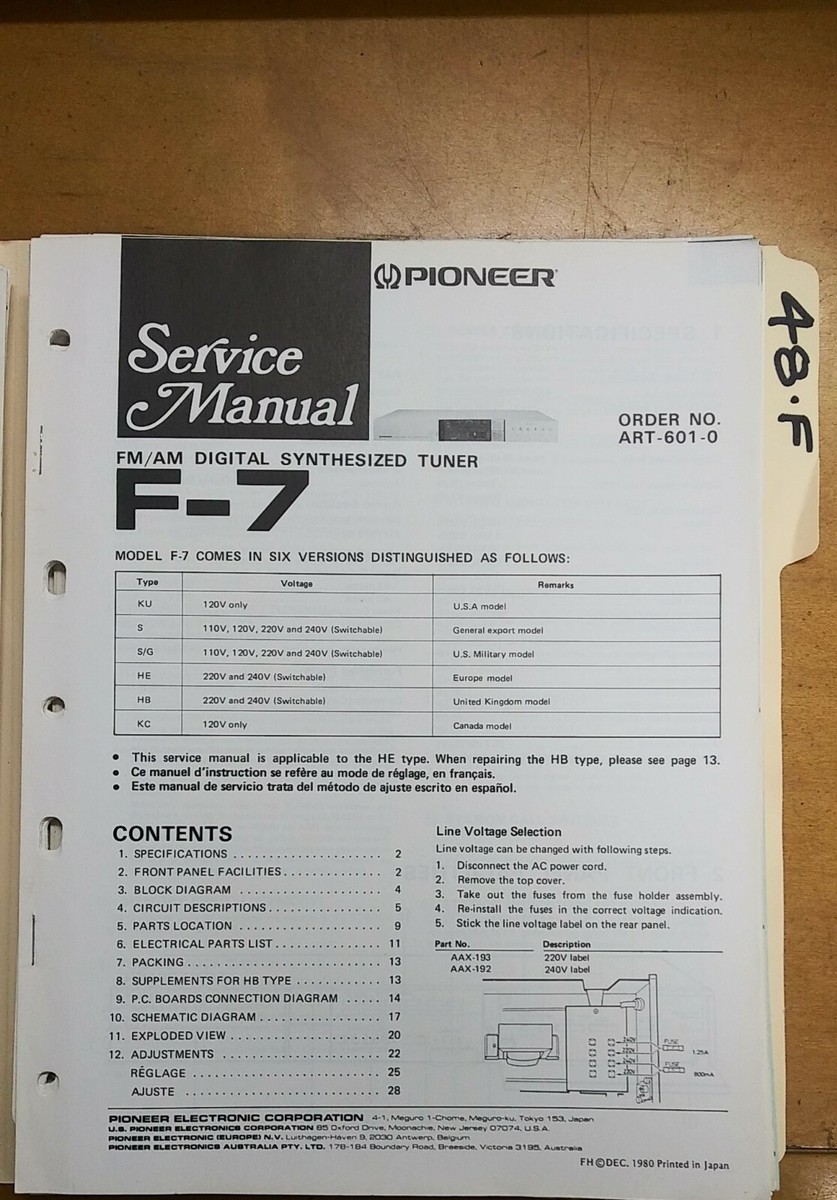 PIONEER
Service
Manual
48.F
ORDER NO.
ART-601-0
FM/AM DIGITAL SYNTHESIZED TUNER
F-7
MODEL F-7 COMES IN SIX VERSIONS DISTINGUISHED AS FOLLOWS:
Type Voltage Remarks
KU 120V only U.S.A model
S 110V, 120V, 220V and 240V (Switchable) General export model
S/G 110V, 120V, 220V and 240V (Switchable) U.S. Military model
HE 220V and 240V (Switchable) Europe model
HB 220V and 240V (Switchable) United Kingdom model
KC 120V only Canada model
• This service manual is applicable to the HE type. When repairing the HB type, please see page 13.
• Ce manuel d'instruction se refère au mode de réglage, en français.
• Este manual de servicio trata del método de ajuste escrito en español.
CONTENTS
1. SPECIFICATIONS ..................... 2
2. FRONT PANEL FACILITIES.............. 2
3. BLOCK DIAGRAM ..................... 4
4. CIRCUIT DESCRIPTIONS................ 5
5. PARTS LOCATION .................... 9
6. ELECTRICAL PARTS LIST............... 11
7. PACKING............................ 13
8. SUPPLEMENTS FOR HB TYPE ............ 13
9. P.C. BOARDS CONNECTION DIAGRAM ..... 14
10. SCHEMATIC DIAGRAM................. 17
11. EXPLODED VIEW...................... 20
12. ADJUSTMENTS ...................... 22
RÉGLAGE ........................... 25
AJUSTE ............................ 28
Line Voltage Selection
Line voltage can be changed with following steps.
1. Disconnect the AC power cord.
2. Remove the top cover.
3. Take out the fuses from the fuse holder assembly.
4. Re-install the fuses in the correct voltage indication.
5. Stick the line voltage label on the rear panel.
Part No. Description
AAX-193 220V label
AAX-192 240V label
240V
220V
240V
220V
FUSE
1.25A
FUSE
800mA
PIONEER ELECTRONIC CORPORATION 4-1, Meguro 1-Chome, Meguro-ku, Tokyo 153, Japan
U.S. PIONEER ELECTRONICS CORPORATION 85 Oxford Drive, Moonachie, New Jersey 07074, U.S.A.
PIONEER ELECTRONIC (EUROPE) N.V. Luithagen-Haven 9, 2030 Antwerp, Belgium
PIONEER ELECTRONICS AUSTRALIA PTY. LTD. 178-184 Boundary Road, Braeside, Victoria 3195, Australia
FH ©DEC. 1980 Printed in Japan